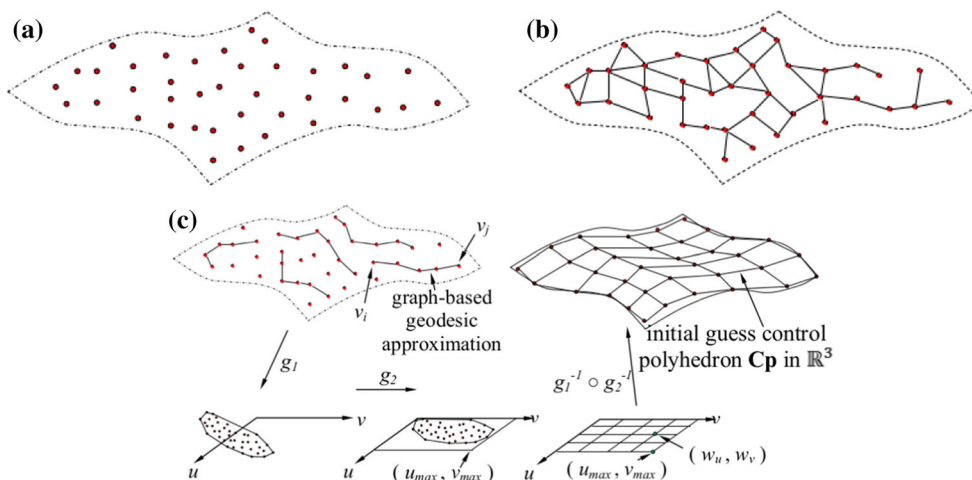 (a)
(b)
(c)
v_j
v_i
graph-based
geodesic
approximation
initial guess control
polyhedron Cp in ℝ³
g_1
g_2
g_1^-1 ∘ g_2^-1
v
u
v
u
(u_max, v_max)
v
u
(u_max, v_max)
(w_u, w_v)